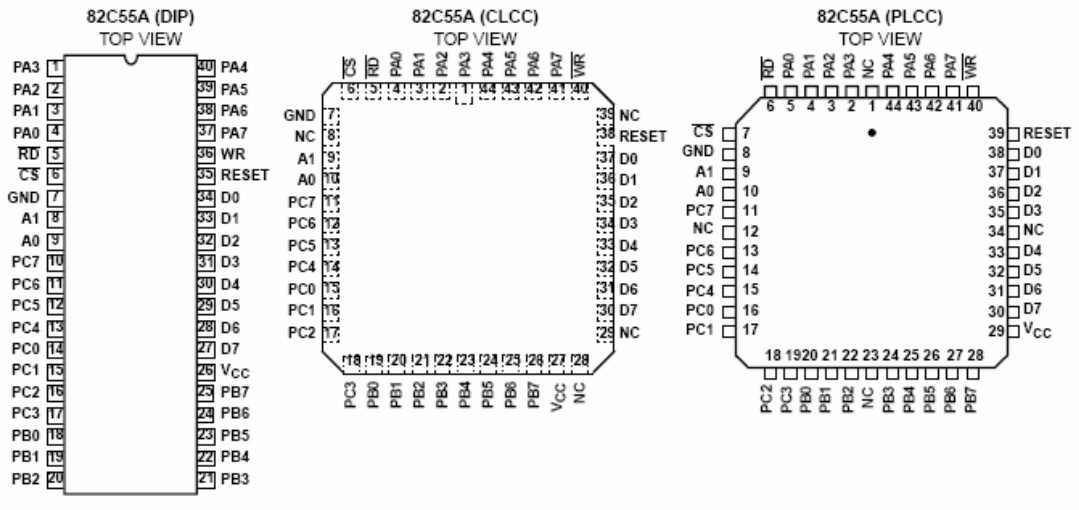 82C55A (DIP)
TOP VIEW
PA3 1 40 PA4
PA2 2 39 PA5
PA1 3 38 PA6
PA0 4 37 PA7
RD 5 36 WR
CS 6 35 RESET
GND 7 34 D0
A1 8 33 D1
A0 9 32 D2
PC7 10 31 D3
PC6 11 30 D4
PC5 12 29 D5
PC4 13 28 D6
PC0 14 27 D7
PC1 15 26 VCC
PC2 16 25 PB7
PC3 17 24 PB6
PB0 18 23 PB5
PB1 19 22 PB4
PB2 20 21 PB3
82C55A (CLCC)
TOP VIEW
CS RD PA0 PA1 PA2 PA3 PA4 PA5 PA6 PA7 WR
6 5 4 3 2 1 44 43 42 41 40
GND 7 39 NC
NC 8 38 RESET
A1 9 37 D0
A0 10 36 D1
PC7 11 35 D2
PC6 12 34 D3
PC5 13 33 D4
PC4 14 32 D5
PC0 15 31 D6
PC1 16 30 D7
PC2 17 29 NC
18 19 20 21 22 23 24 25 26 27 28
PC3 PB0 PB1 PB2 PB3 PB4 PB5 PB6 PB7 VCC NC
82C55A (PLCC)
TOP VIEW
RD PA0 PA1 PA2 PA3 NC PA4 PA5 PA6 PA7 WR
6 5 4 3 2 1 44 43 42 41 40
CS 7 39 RESET
GND 8 38 D0
A1 9 37 D1
A0 10 36 D2
PC7 11 35 D3
NC 12 34 NC
PC6 13 33 D4
PC5 14 32 D5
PC4 15 31 D6
PC0 16 30 D7
PC1 17 29 VCC
18 19 20 21 22 23 24 25 26 27 28
PC2 PC3 PB0 PB1 PB2 NC PB3 PB4 PB5 PB6 PB7